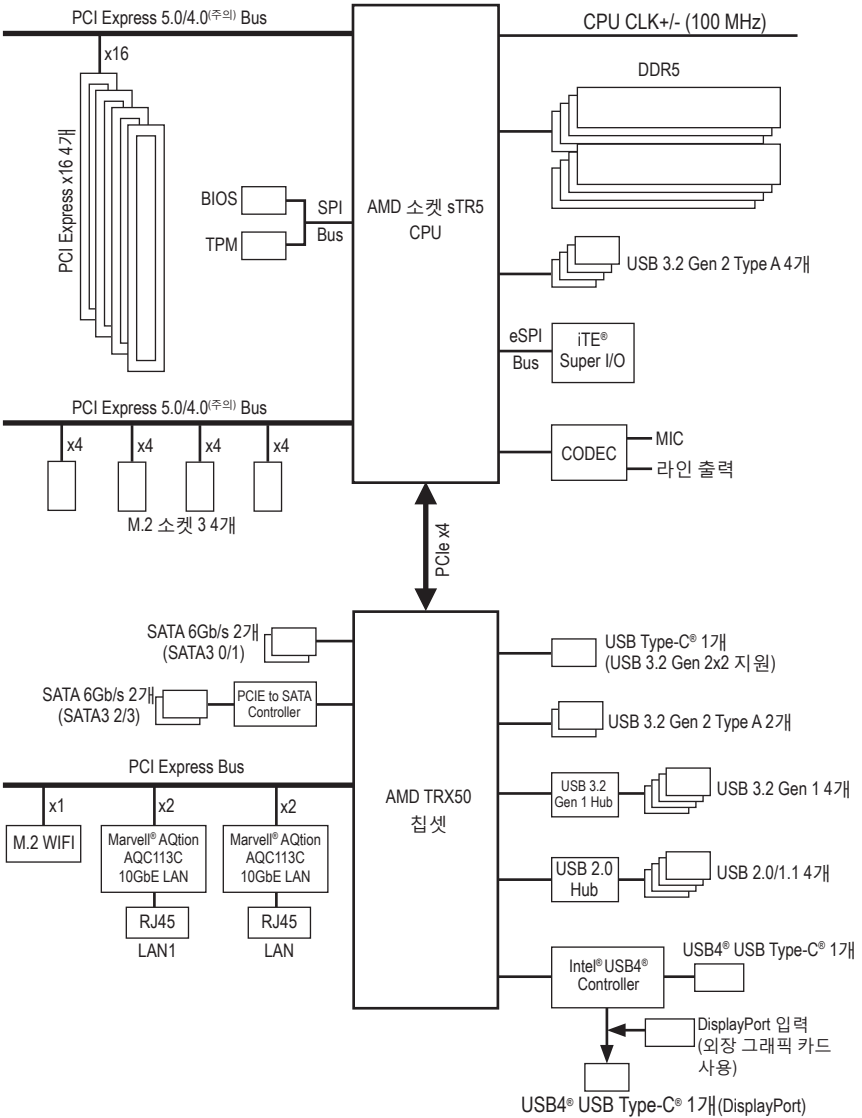 PCI Express 5.0/4.0(주의) Bus
x16
PCI Express x16 4개
BIOS
TPM
SPI
Bus
AMD 소켓 sTR5
CPU
CPU CLK+/- (100 MHz)
DDR5
USB 3.2 Gen 2 Type A 4개
eSPI
Bus
iTE®
Super I/O
CODEC
MIC
라인 출력
PCI Express 5.0/4.0(주의) Bus
x4
x4
x4
x4
M.2 소켓 3 4개
PCIe x4
SATA 6Gb/s 2개
(SATA3 0/1)
SATA 6Gb/s 2개
(SATA3 2/3)
PCIE to SATA
Controller
PCI Express Bus
x1
x2
x2
M.2 WIFI
Marvell® AQtion
AQC113C
10GbE LAN
Marvell® AQtion
AQC113C
10GbE LAN
RJ45
RJ45
LAN1
LAN
AMD TRX50
칩셋
USB Type-C® 1개
(USB 3.2 Gen 2x2 지원)
USB 3.2 Gen 2 Type A 2개
USB 3.2
Gen 1 Hub
USB 3.2 Gen 1 4개
USB 2.0
Hub
USB 2.0/1.1 4개
Intel® USB4®
Controller
USB4® USB Type-C® 1개
DisplayPort 입력
(외장 그래픽 카드
사용)
USB4® USB Type-C® 1개(DisplayPort)